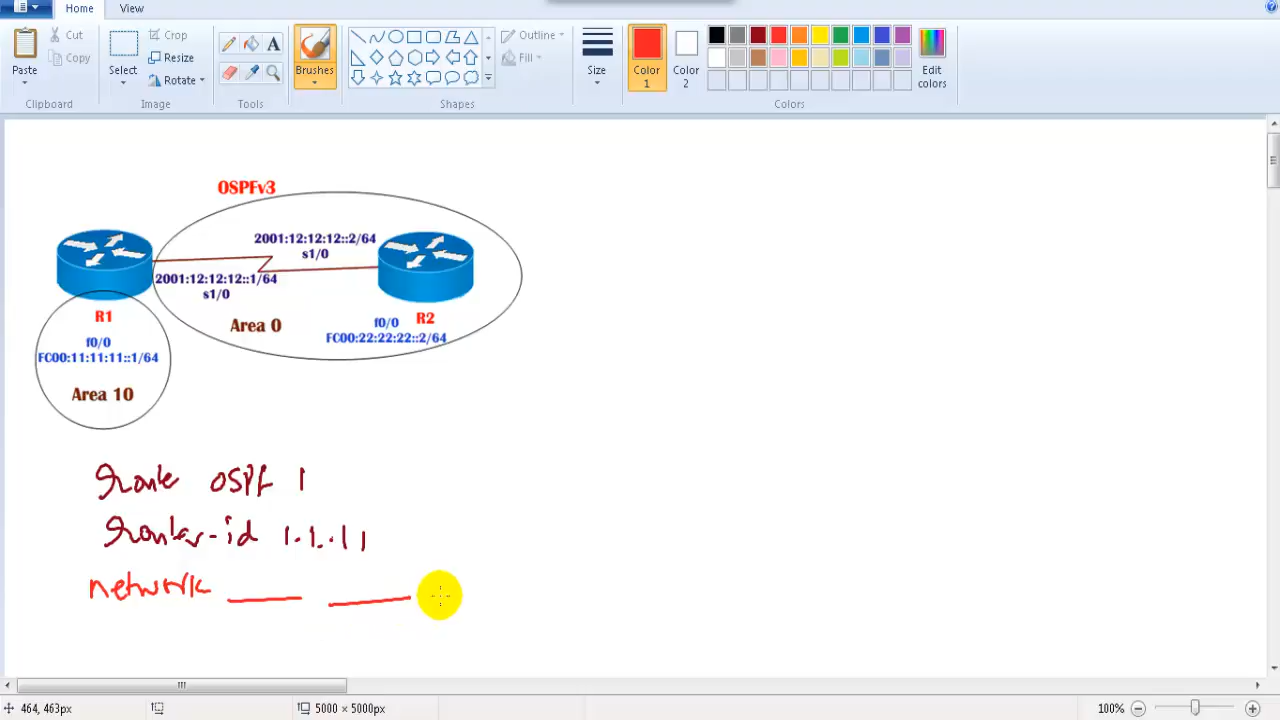 Home View
Paste
Cut
Copy
Clipboard
Select
Crop
Resize
Rotate
Image
A
Tools
Brushes
Shapes
Outline
Fill
Size
Color 1
Color 2
Colors
Edit colors
OSPFv3
2001:12:12:12::2/64
s1/0
2001:12:12:12::1/64
s1/0
R1
f0/0
FC00:11:11:11::1/64
Area 10
Area 0
f0/0
R2
FC00:22:22:22::2/64
OSPF 1
Router-id 1.1.1.1
network
464, 463px
5000 × 5000px
100%